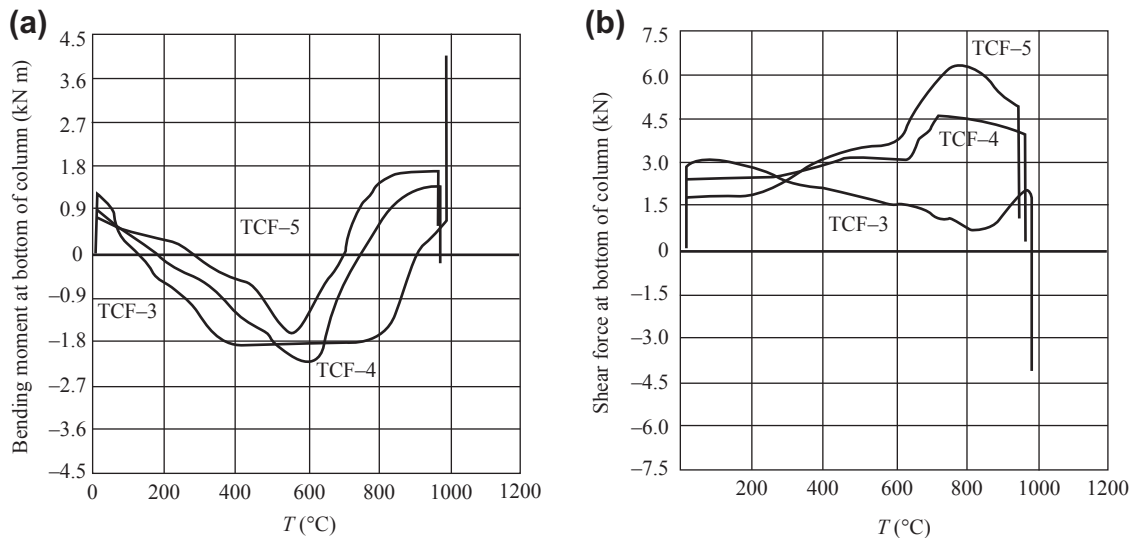 (a)
Bending moment at bottom of column (kN m)
4.5
3.6
2.7
1.8
0.9
0
–0.9
–1.8
–2.7
–3.6
–4.5
TCF–5
TCF–3
TCF–4
0 200 400 600 800 1000 1200
T (°C)
(b)
Shear force at bottom of column (kN)
7.5
6.0
4.5
3.0
1.5
0
–1.5
–3.0
–4.5
–6.0
–7.5
TCF–5
TCF–4
TCF–3
200 400 600 800 1000 1200
T (°C)